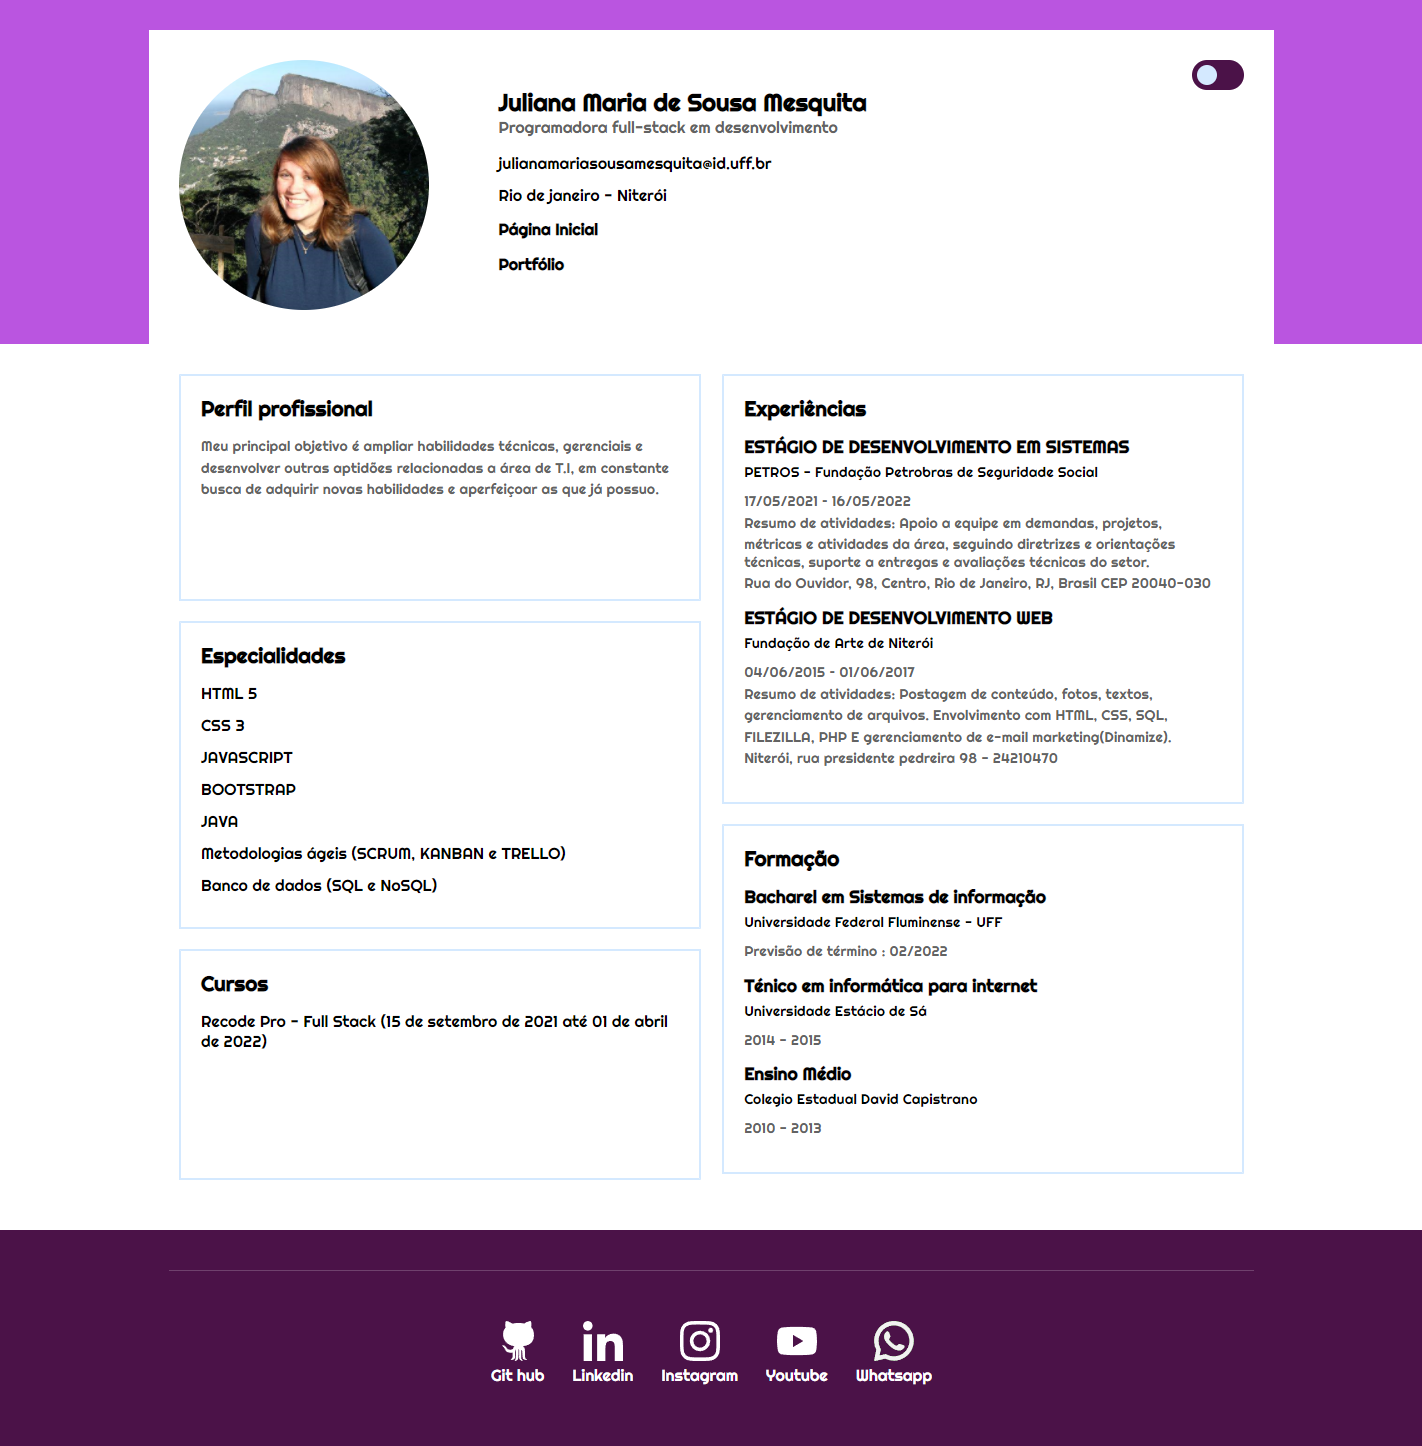 Juliana Maria de Sousa Mesquita
Programadora full-stack em desenvolvimento
julianamariasousamesquita@id.uff.br
Rio de janeiro - Niterói
Página Inicial
Portfólio
Perfil profissional
Meu principal objetivo é ampliar habilidades técnicas, gerenciais e
desenvolver outras aptidões relacionadas a área de T.I, em constante
busca de adquirir novas habilidades e aperfeiçoar as que já possuo.
Especialidades
HTML 5
CSS 3
JAVASCRIPT
BOOTSTRAP
JAVA
Metodologias ágeis (SCRUM, KANBAN e TRELLO)
Banco de dados (SQL e NoSQL)
Cursos
Recode Pro - Full Stack (15 de setembro de 2021 até 01 de abril
de 2022)
Experiências
ESTÁGIO DE DESENVOLVIMENTO EM SISTEMAS
PETROS - Fundação Petrobras de Seguridade Social
17/05/2021 - 16/05/2022
Resumo de atividades: Apoio a equipe em demandas, projetos,
métricas e atividades da área, seguindo diretrizes e orientações
técnicas, suporte a entregas e avaliações técnicas do setor.
Rua do Ouvidor, 98, Centro, Rio de Janeiro, RJ, Brasil CEP 20040-030
ESTÁGIO DE DESENVOLVIMENTO WEB
Fundação de Arte de Niterói
04/06/2015 - 01/06/2017
Resumo de atividades: Postagem de conteúdo, fotos, textos,
gerenciamento de arquivos. Envolvimento com HTML, CSS, SQL,
FILEZILLA, PHP E gerenciamento de e-mail marketing(Dinamize).
Niterói, rua presidente pedreira 98 - 24210470
Formação
Bacharel em Sistemas de informação
Universidade Federal Fluminense - UFF
Previsão de término : 02/2022
Ténico em informática para internet
Universidade Estácio de Sá
2014 - 2015
Ensino Médio
Colegio Estadual David Capistrano
2010 - 2013
Git hub
Linkedin
Instagram
Youtube
Whatsapp